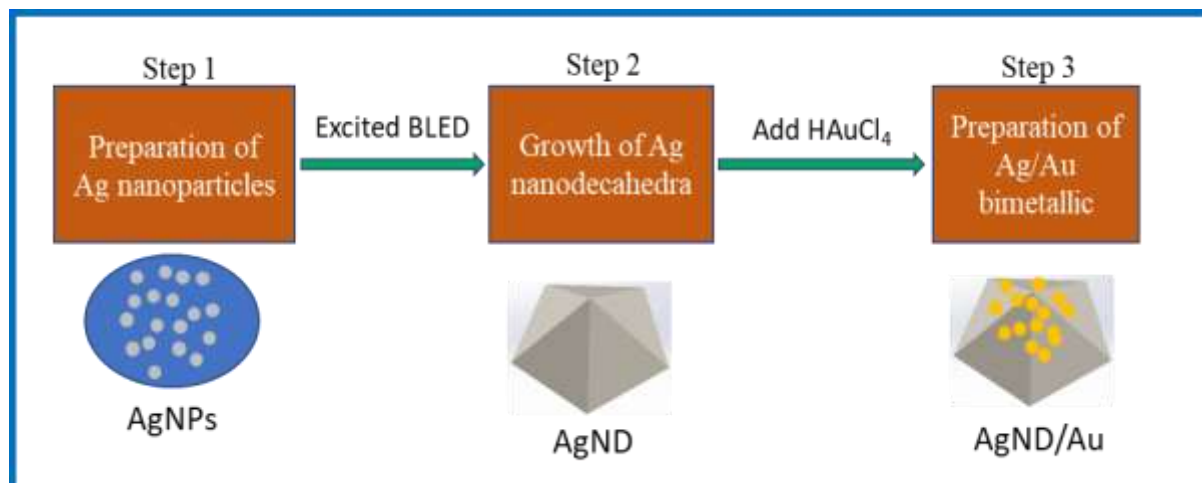 Step 1
Preparation of
Ag nanoparticles
AgNPs
Excited BLED
Step 2
Growth of Ag
nanodecahedra
AgND
Add HAuCl₄
Step 3
Preparation of
Ag/Au
bimetallic
AgND/Au